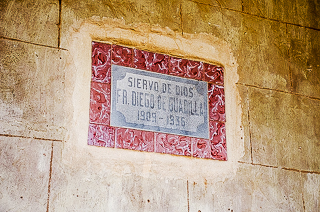 SIERVO DE DIOS
FR. DIEGO DE GUADILLA
1909-1936